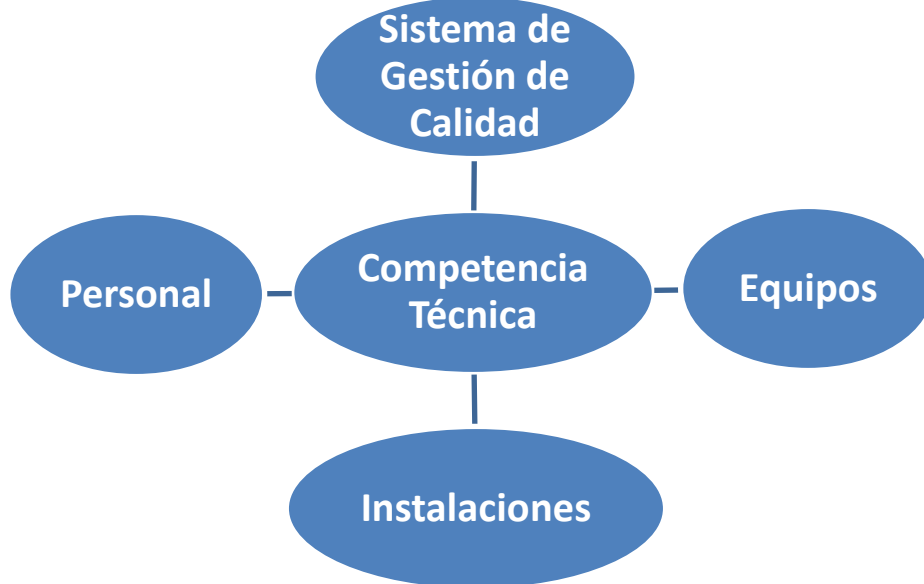 Sistema de
Gestión de
Calidad
Personal
Competencia
Técnica
Equipos
Instalaciones